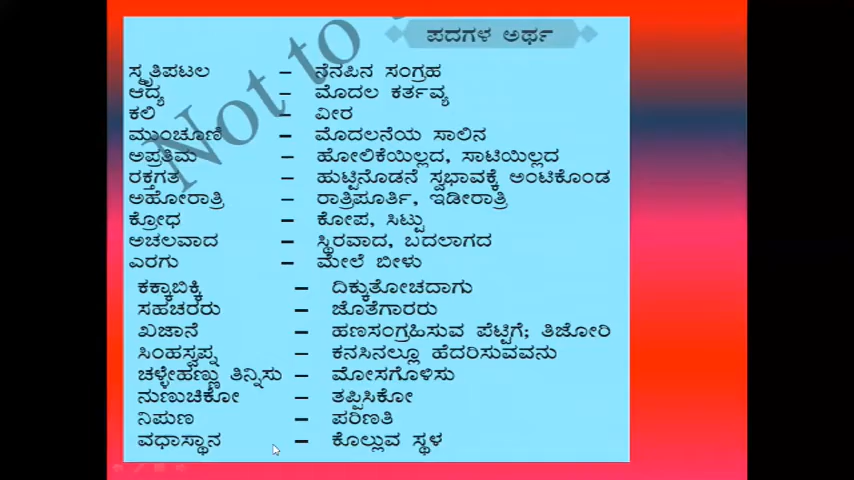 ಪದಗಳ ಅರ್ಥ
Not to
ಸ್ಮೃತಿಪಟಲ – ನೆನಪಿನ ಸಂಗ್ರಹ
ಆದ್ಯ – ಮೊದಲ ಕರ್ತವ್ಯ
ಕಲಿ – ವೀರ
ಮುಂಚೂಣಿ – ಮೊದಲನೆಯ ಸಾಲಿನ
ಅಪ್ರತಿಮ – ಹೋಲಿಕೆಯಿಲ್ಲದ, ಸಾಟಿಯಿಲ್ಲದ
ರಕ್ತಗತ – ಹುಟ್ಟಿನೊಡನೆ ಸ್ವಭಾವಕ್ಕೆ ಅಂಟಿಕೊಂಡ
ಅಹೋರಾತ್ರಿ – ರಾತ್ರಿಪೂರ್ತಿ, ಇಡೀರಾತ್ರಿ
ಕ್ರೋಧ – ಕೋಪ, ಸಿಟ್ಟು
ಅಚಲವಾದ – ಸ್ಥಿರವಾದ, ಬದಲಾಗದ
ಎರಗು – ಮೇಲೆ ಬೀಳು
ಕಕ್ಕಾಬಿಕ್ಕಿ – ದಿಕ್ಕುತೋಚದಾಗು
ಸಹಚರರು – ಜೊತೆಗಾರರು
ಖಜಾನೆ – ಹಣಸಂಗ್ರಹಿಸುವ ಪೆಟ್ಟಿಗೆ; ತಿಜೋರಿ
ಸಿಂಹಸ್ವಪ್ನ – ಕನಸಿನಲ್ಲೂ ಹೆದರಿಸುವವನು
ಚಳ್ಳೇಹಣ್ಣು ತಿನ್ನಿಸು – ಮೋಸಗೊಳಿಸು
ನುಣುಚಿಕೋ – ತಪ್ಪಿಸಿಕೋ
ನಿಪುಣ – ಪರಿಣತಿ
ವಧಾಸ್ಥಾನ – ಕೊಲ್ಲುವ ಸ್ಥಳ